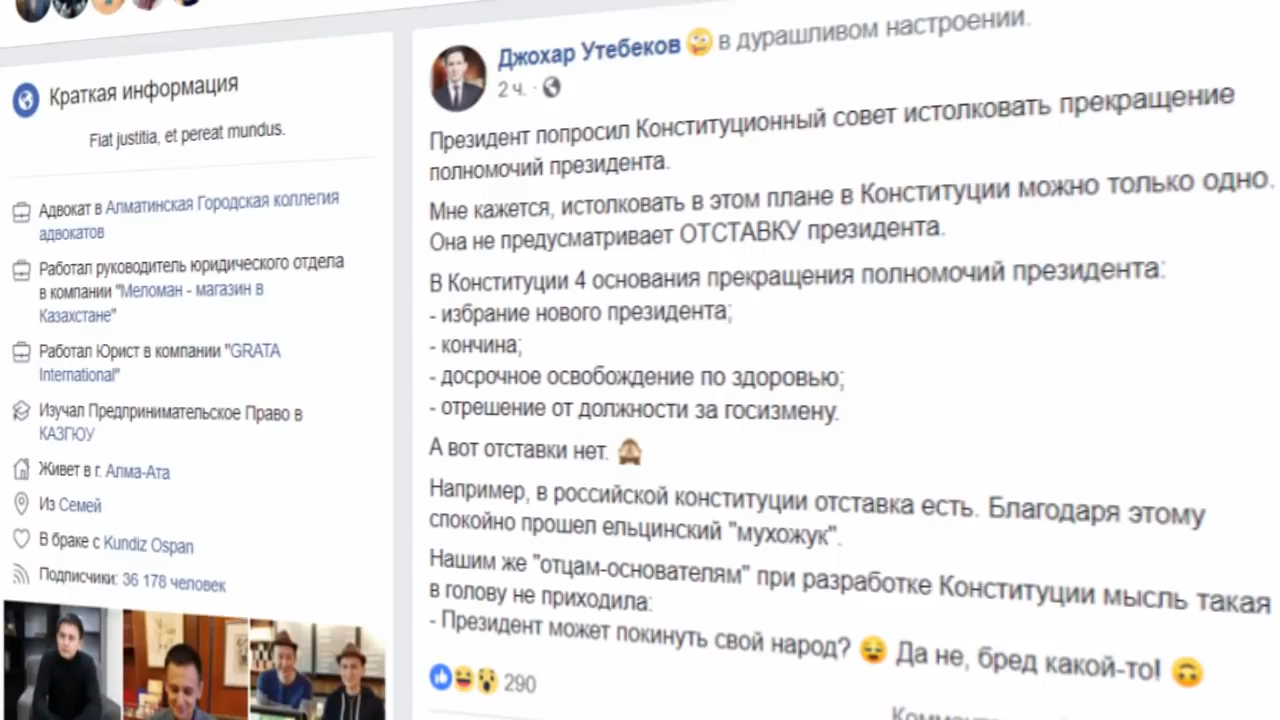 Краткая информация
Fiat justitia, et pereat mundus.
Адвокат в Алматинская Городская коллегия
адвокатов
Работал руководитель юридического отдела
в компании "Меломан - магазин в
Казахстане"
Работал Юрист в компании "GRATA
International"
Изучал Предпринимательское Право в
КАЗГЮУ
Живет в г. Алма-Ата
Из Семей
В браке с Kundiz Ospan
Подписчики: 36 178 человек
Джохар Утебеков 🤪 в дурашливом настроении.
2 ч. ·
Президент попросил Конституционный совет истолковать прекращение
полномочий президента.
Мне кажется, истолковать в этом плане в Конституции можно только одно.
Она не предусматривает ОТСТАВКУ президента.
В Конституции 4 основания прекращения полномочий президента:
- избрание нового президента;
- кончина;
- досрочное освобождение по здоровью;
- отрешение от должности за госизмену.
А вот отставки нет. 🙈
Например, в российской конституции отставка есть. Благодаря этому
спокойно прошел ельцинский "мухожук".
Нашим же "отцам-основателям" при разработке Конституции мысль такая
в голову не приходила:
- Президент может покинуть свой народ? 😥 Да не, бред какой-то! 🙃
290